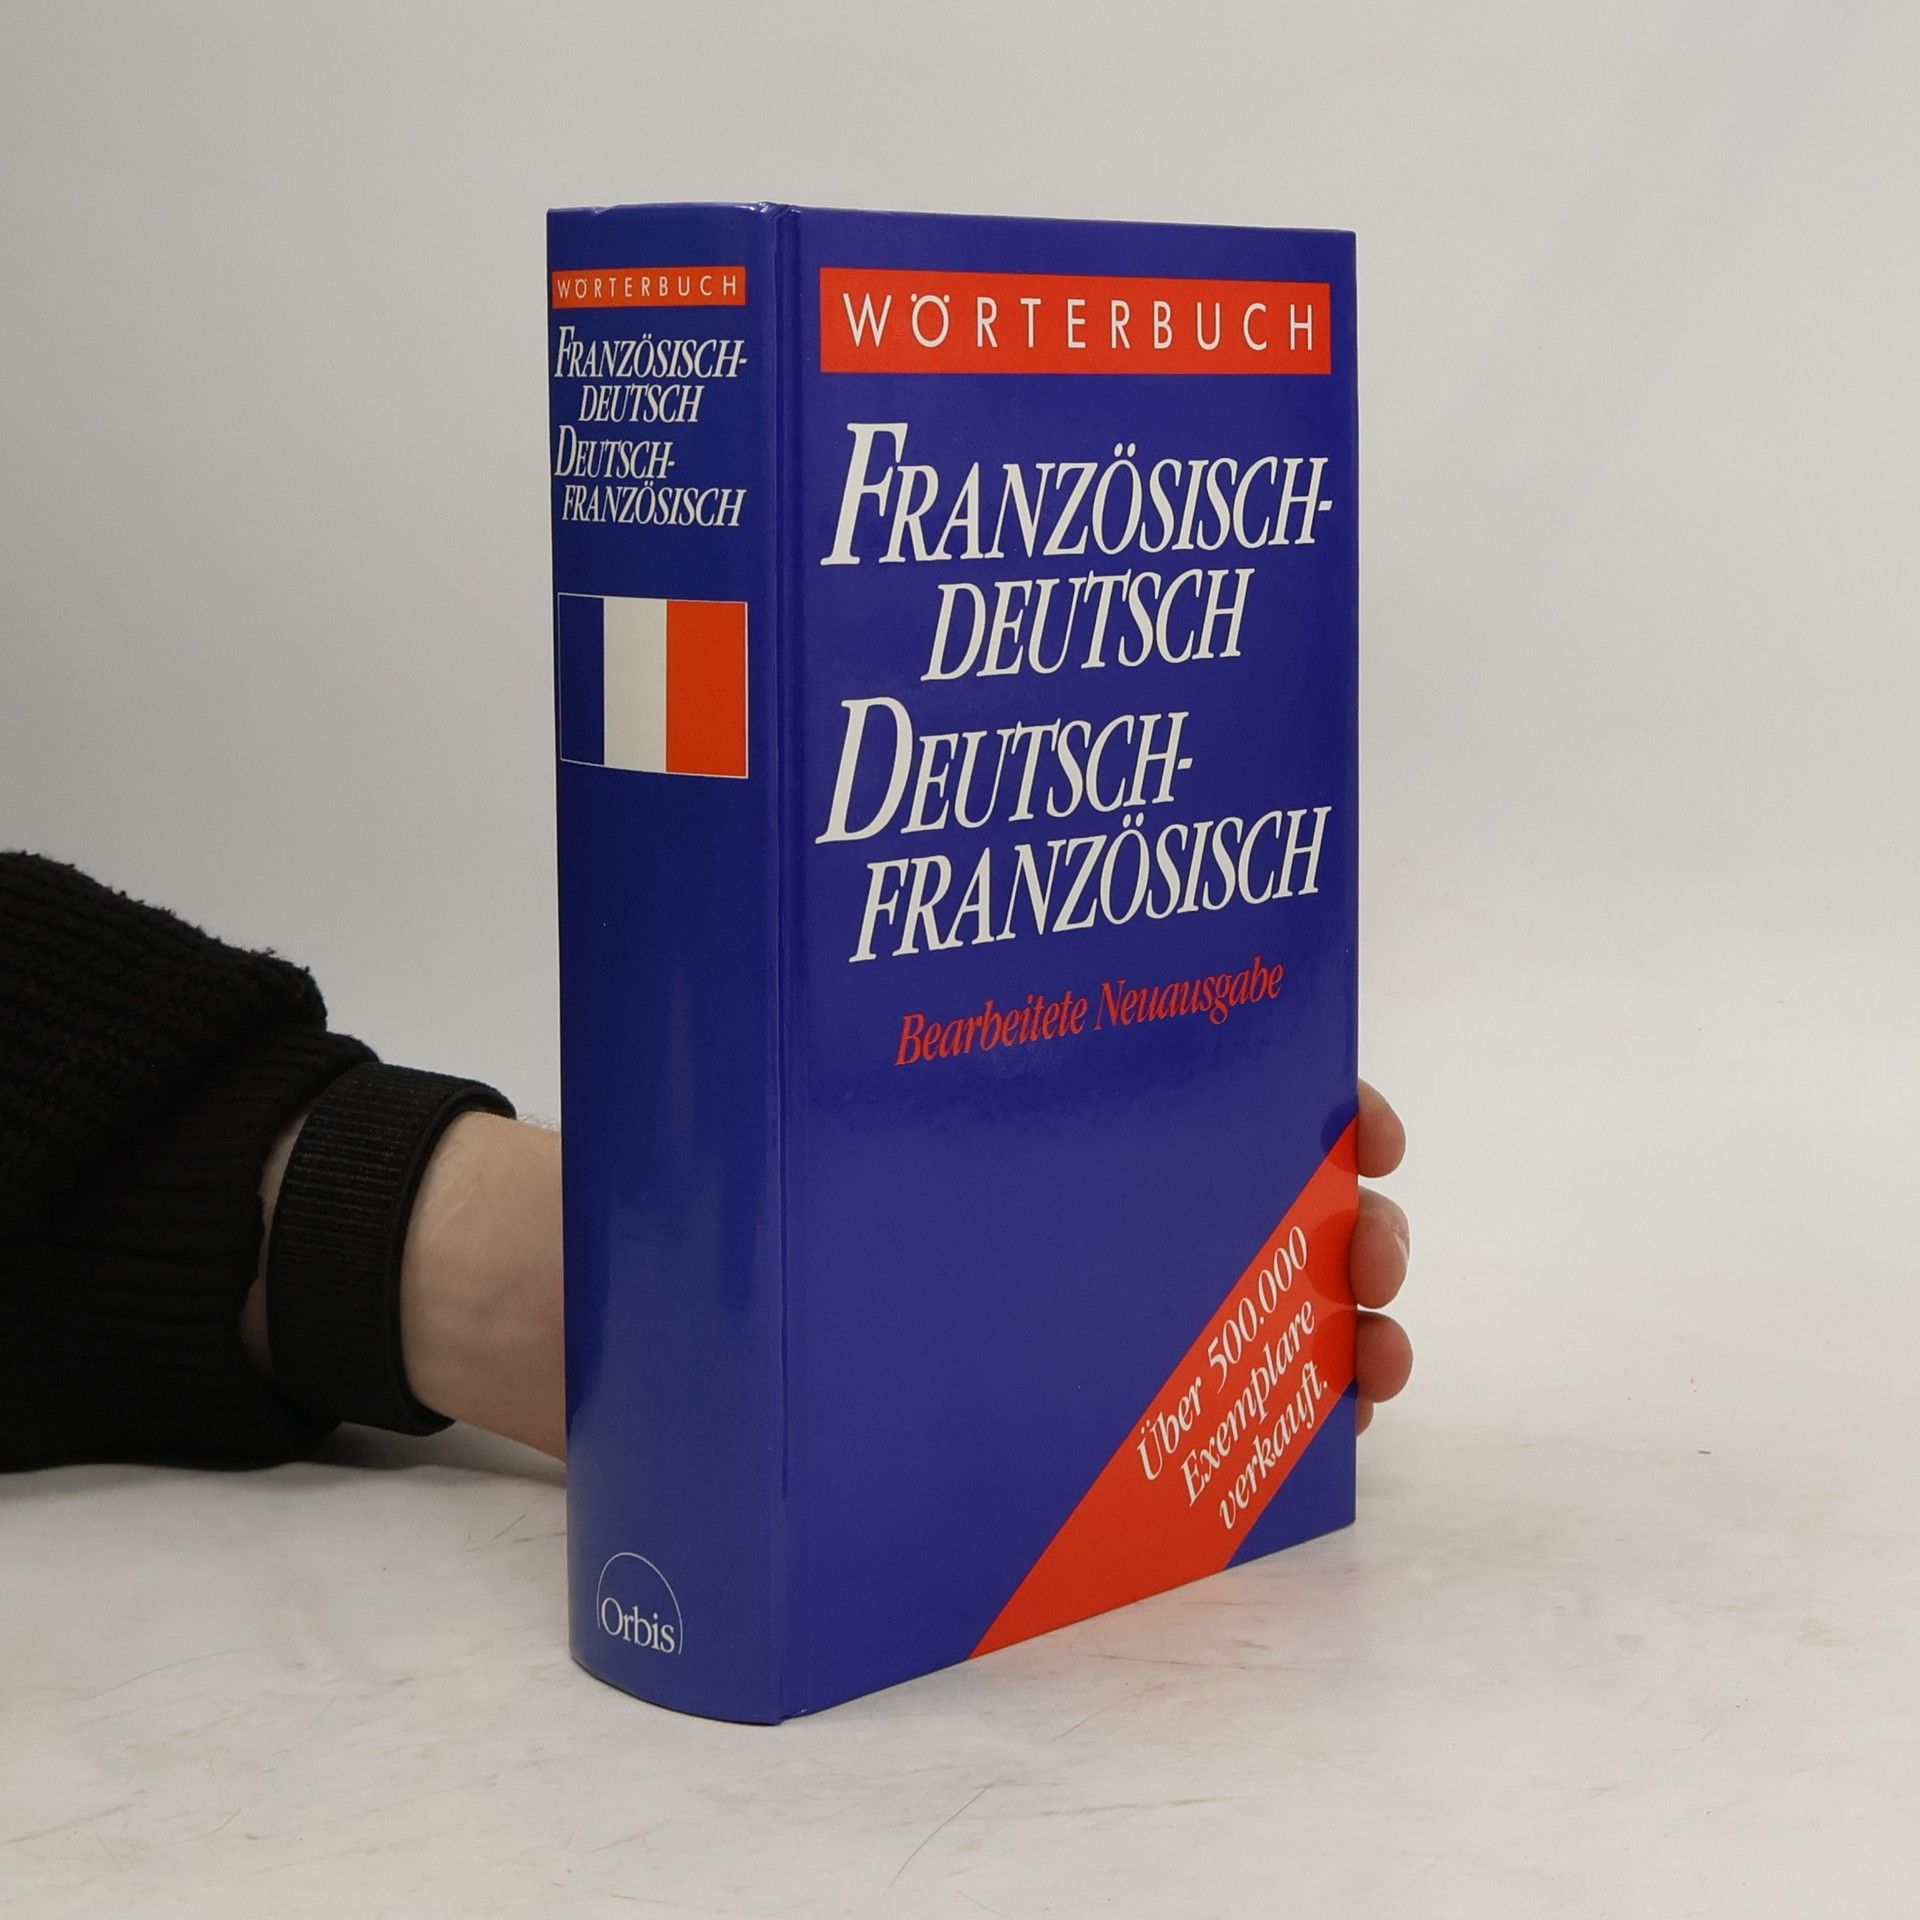 WÖRTERBUCH
FRANZÖSISCH-
DEUTSCH
DEUTSCH-
FRANZÖSISCH
Orbis
WÖRTERBUCH
FRANZÖSISCH-
DEUTSCH
DEUTSCH-
FRANZÖSISCH
Bearbeitete Neuausgabe
Über 500.000
Exemplare
verkauft.